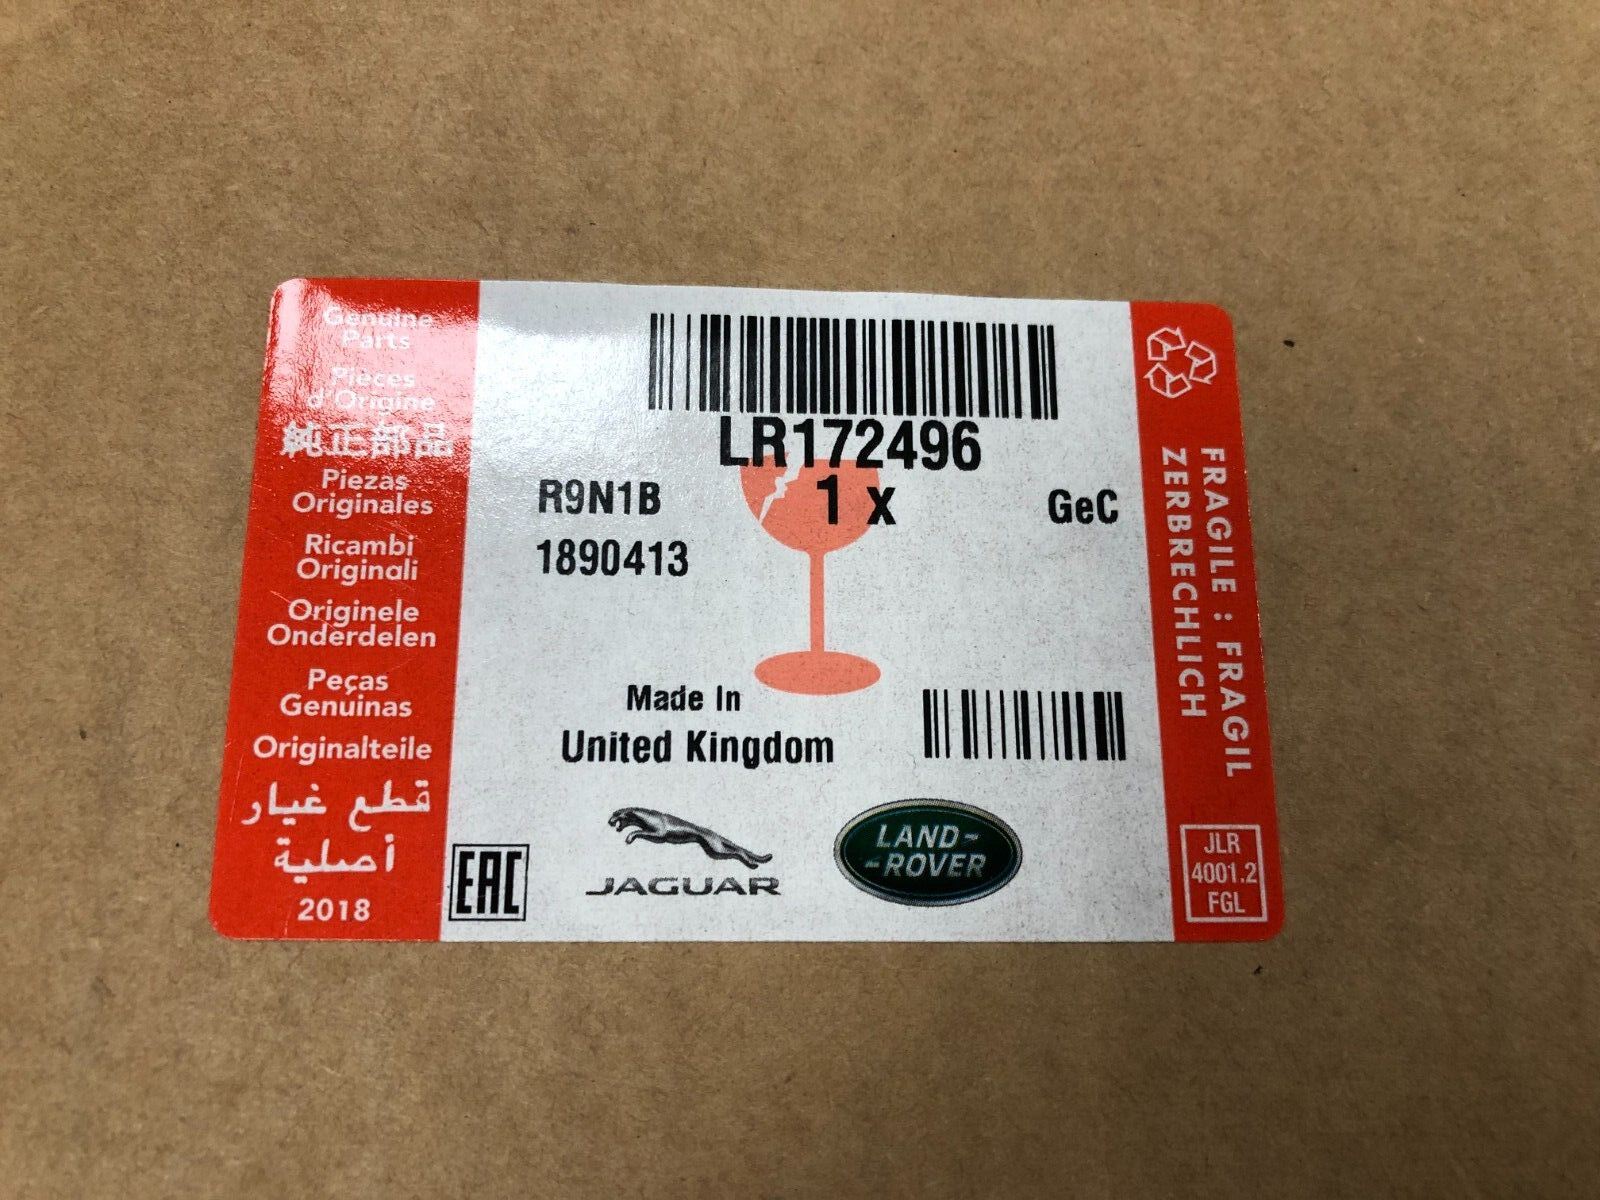 Genuine
Parts
Pièces
d'Origine
純正部品
Piezas
Originales
Ricambi
Originali
Originele
Onderdelen
Peças
Genuinas
Originalteile
قطع غيار
أصلية
2018
LR172496
R9N1B
1 x
GeC
1890413
Made In
United Kingdom
EAC
JAGUAR
LAND-
-ROVER
FRAGILE : FRAGIL
ZERBRECHLICH
JLR
4001.2
FGL